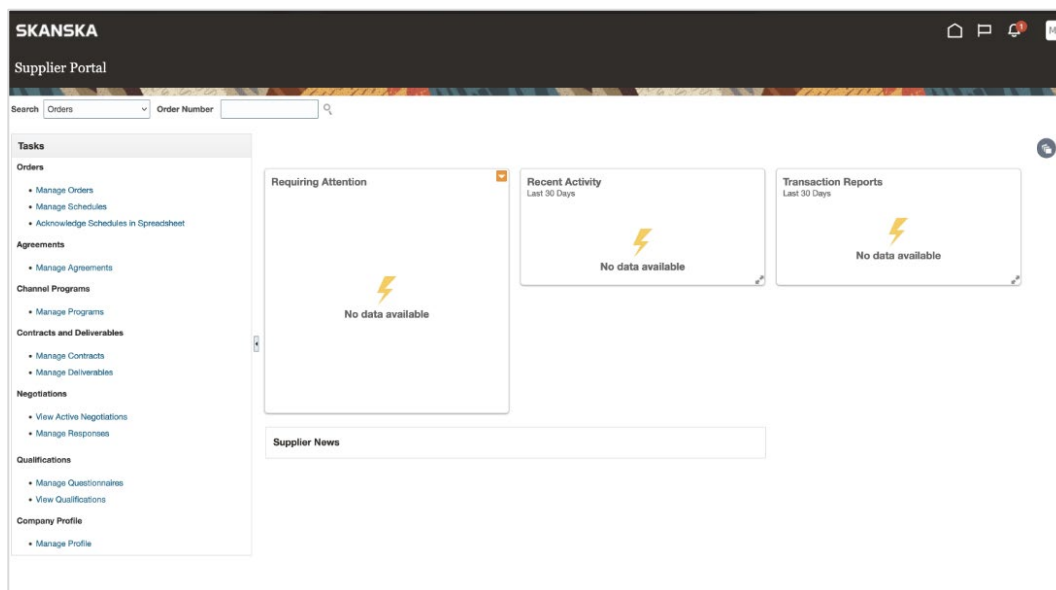 SKANSKA
1
M
Supplier Portal
Search Orders Order Number
Tasks
Orders
• Manage Orders
• Manage Schedules
• Acknowledge Schedules in Spreadsheet
Agreements
• Manage Agreements
Channel Programs
• Manage Programs
Contracts and Deliverables
• Manage Contracts
• Manage Deliverables
Negotiations
• View Active Negotiations
• Manage Responses
Qualifications
• Manage Questionnaires
• View Qualifications
Company Profile
• Manage Profile
Requiring Attention
No data available
Recent Activity
Last 30 Days
No data available
Transaction Reports
Last 30 Days
No data available
Supplier News